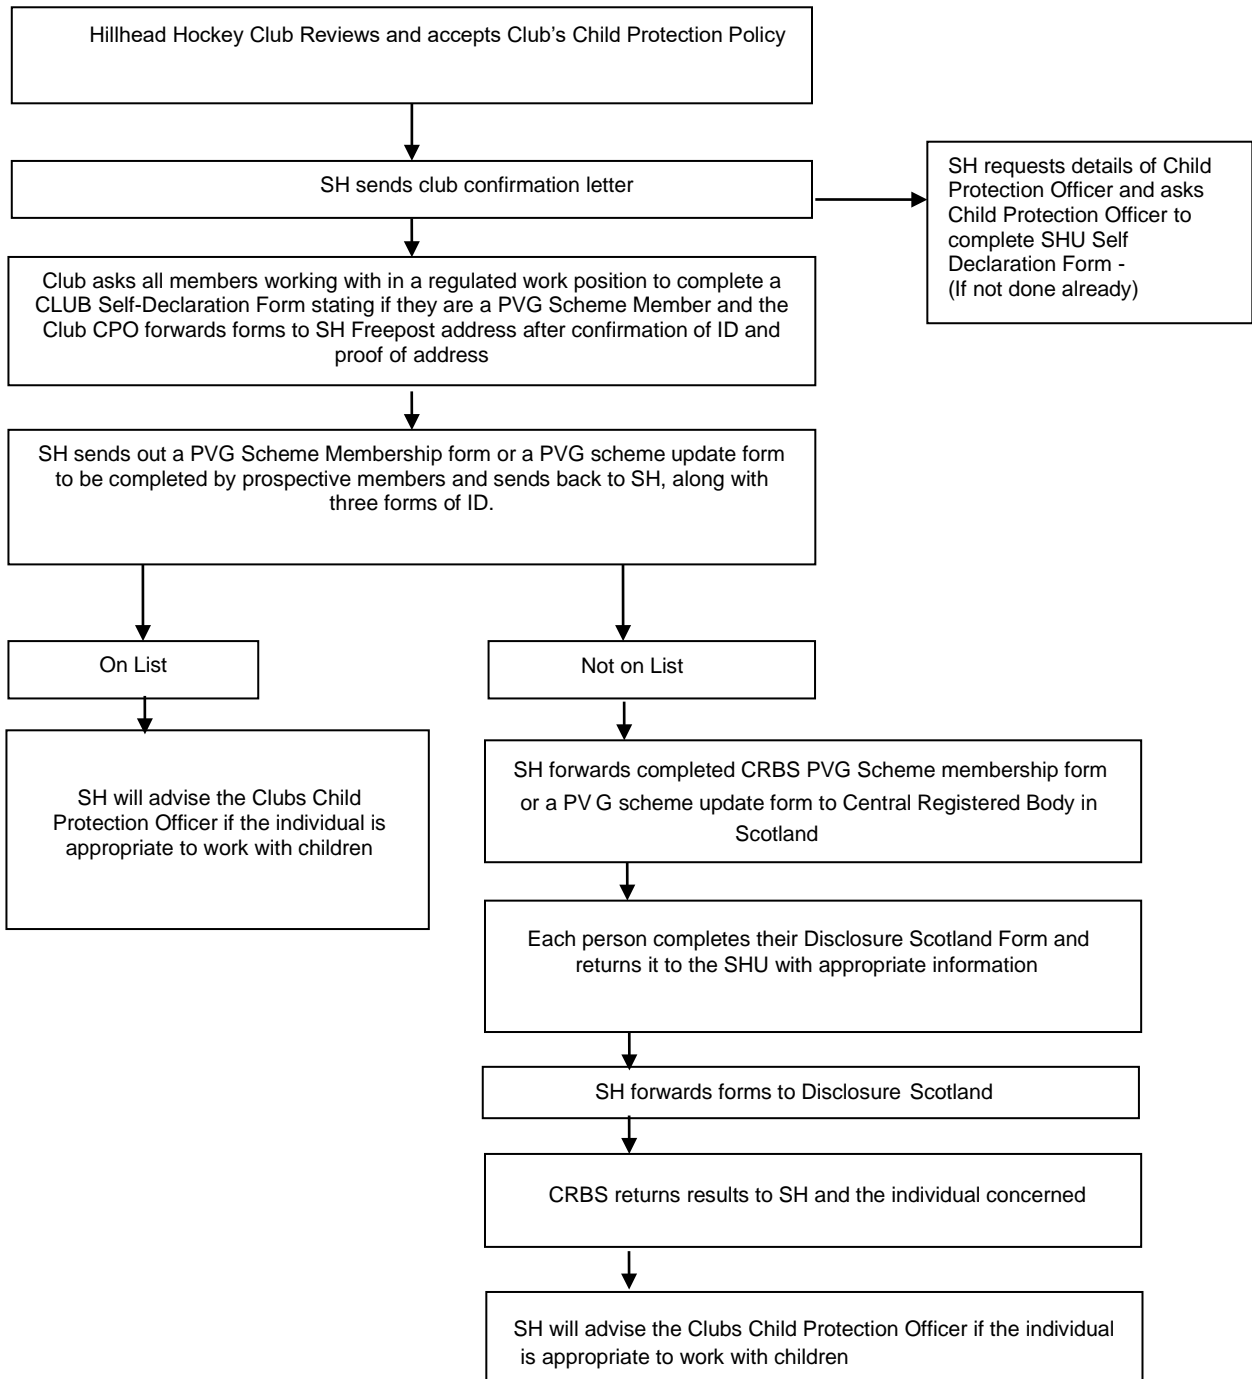 Hillhead Hockey Club Reviews and accepts Club's Child Protection Policy
SH sends club confirmation letter
SH requests details of Child
Protection Officer and asks
Child Protection Officer to
complete SHU Self
Declaration Form -
(If not done already)
Club asks all members working with in a regulated work position to complete a
CLUB Self-Declaration Form stating if they are a PVG Scheme Member and the
Club CPO forwards forms to SH Freepost address after confirmation of ID and
proof of address
SH sends out a PVG Scheme Membership form or a PVG scheme update form
to be completed by prospective members and sends back to SH, along with
three forms of ID.
On List
Not on List
SH will advise the Clubs Child
Protection Officer if the individual is
appropriate to work with children
SH forwards completed CRBS PVG Scheme membership form
or a PV G scheme update form to Central Registered Body in
Scotland
Each person completes their Disclosure Scotland Form and
returns it to the SHU with appropriate information
SH forwards forms to Disclosure Scotland
CRBS returns results to SH and the individual concerned
SH will advise the Clubs Child Protection Officer if the individual
is appropriate to work with children